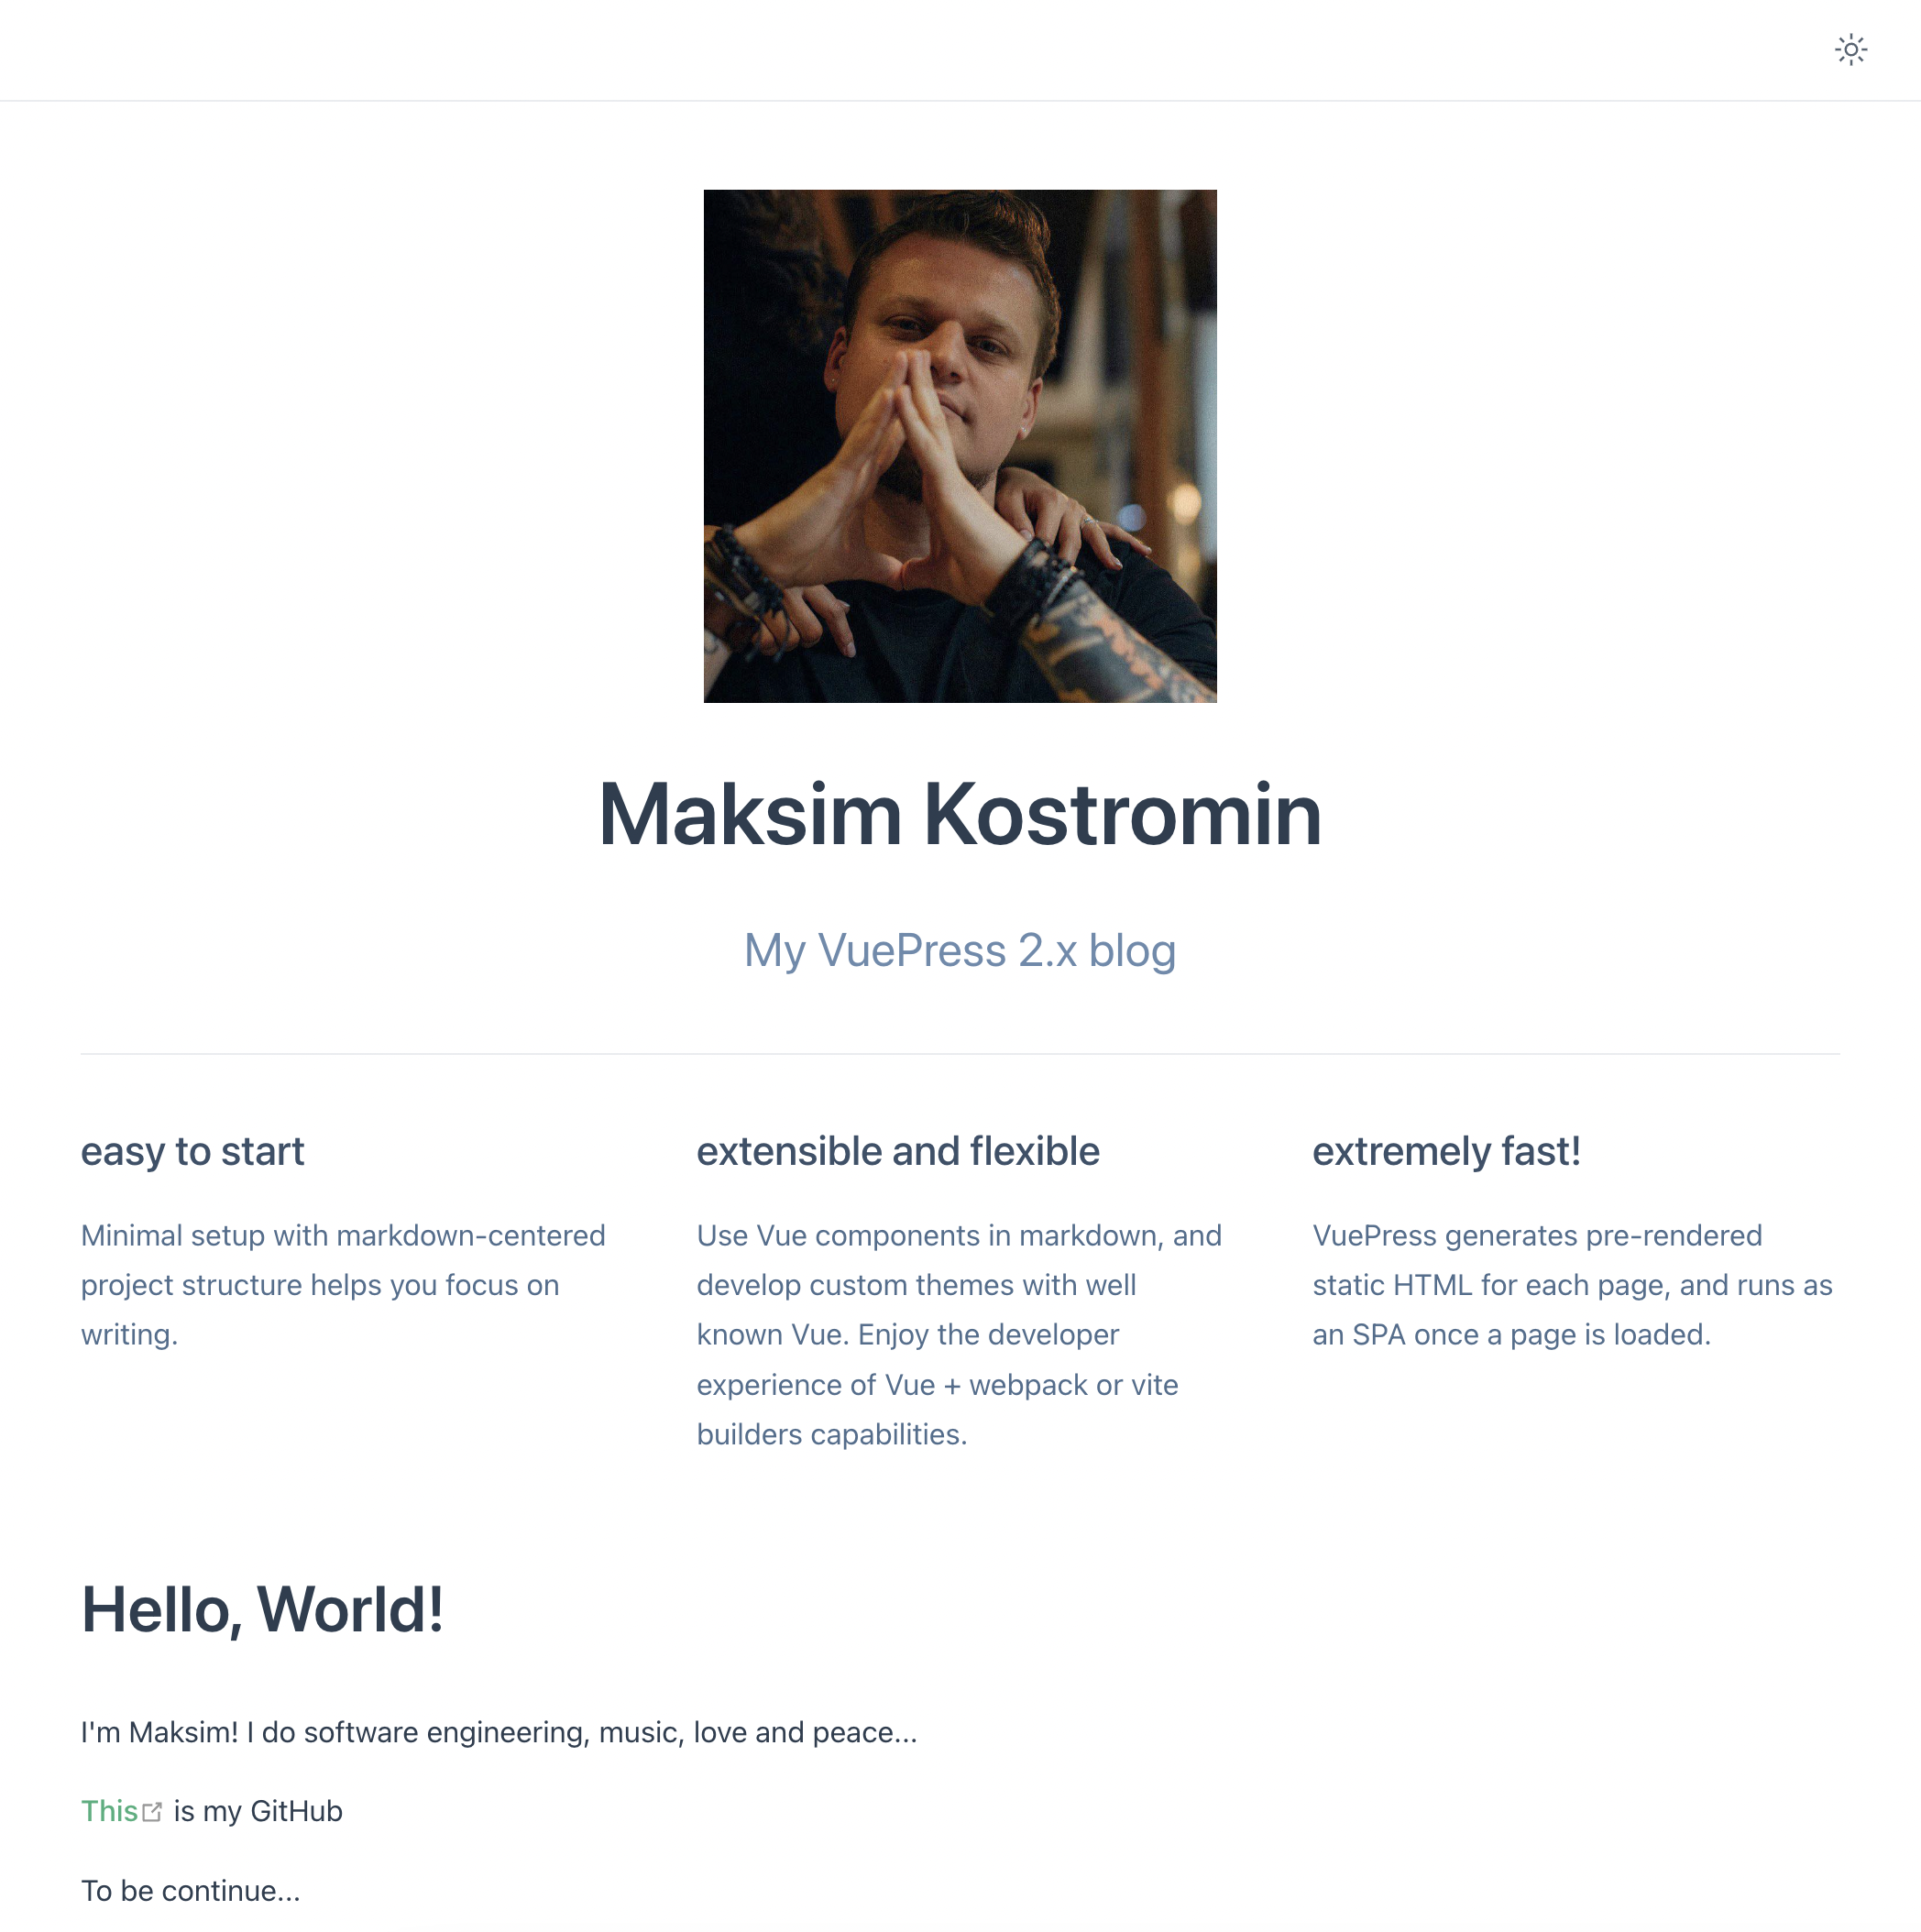 Maksim Kostromin
My VuePress 2.x blog
easy to start
Minimal setup with markdown-centered
project structure helps you focus on
writing.
extensible and flexible
Use Vue components in markdown, and
develop custom themes with well
known Vue. Enjoy the developer
experience of Vue + webpack or vite
builders capabilities.
extremely fast!
VuePress generates pre-rendered
static HTML for each page, and runs as
an SPA once a page is loaded.
Hello, World!
I'm Maksim! I do software engineering, music, love and peace...
This is my GitHub
To be continue...